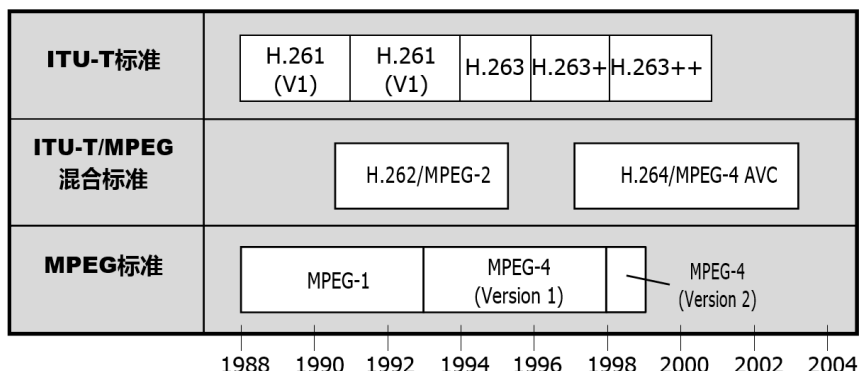 ITU-T标准
H.261
(V1)
H.261
(V1)
H.263
H.263+
H.263++
ITU-T/MPEG
混合标准
H.262/MPEG-2
H.264/MPEG-4 AVC
MPEG标准
MPEG-1
MPEG-4
(Version 1)
MPEG-4
(Version 2)
1988 1990 1992 1994 1996 1998 2000 2002 2004